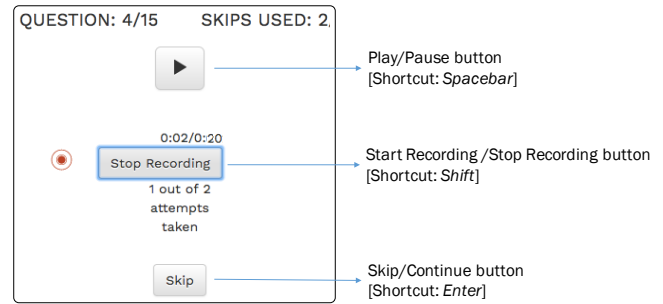 QUESTION: 4/15 SKIPS USED: 2,
Play/Pause button
[Shortcut: Spacebar]
0:02/0:20
Stop Recording
1 out of 2
attempts
taken
Start Recording /Stop Recording button
[Shortcut: Shift]
Skip
Skip/Continue button
[Shortcut: Enter]